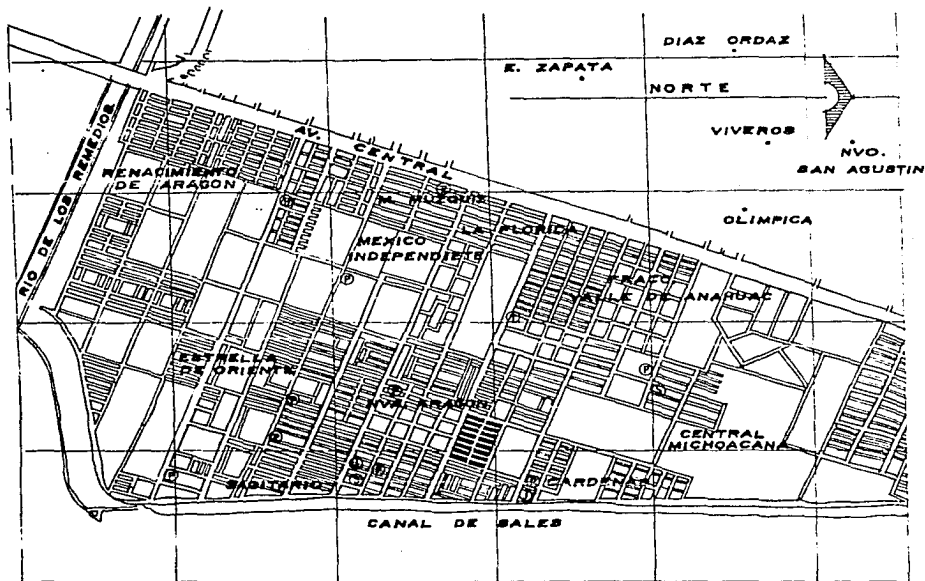 DIAZ ORDAZ
E. ZAPATA
NORTE
VIVEROS
NVO.
SAN AGUSTIN
OLIMPICA
AV. CENTRAL
RIO DE LOS REMEDIOS
RENACIMIENTO
DE ARAGON
M. MUZQUIZ
LA FLORIDA
MEXICO
INDEPENDIETE
FRACC
VALLE DE ANAHUAC
ESTRELLA
DE ORIENTE
NVA. ARAGON
CENTRAL
MICHOACANA
CARDENAS
CANAL DE SALES